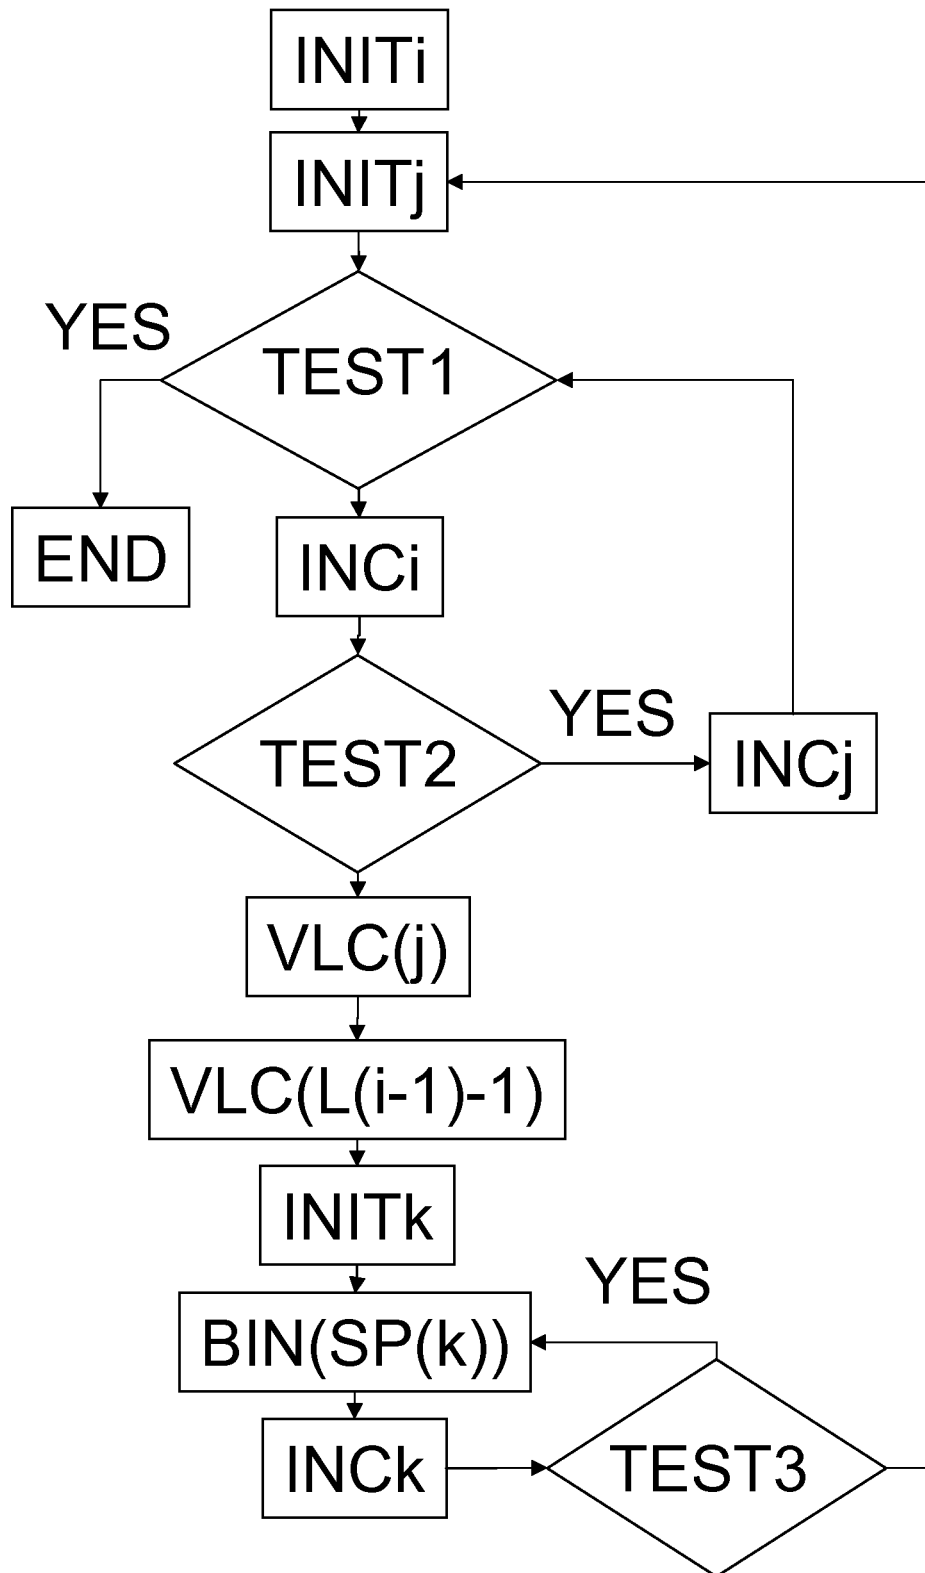 INITi
INITj
YES
TEST1
END
INCi
YES
TEST2
INCj
VLC(j)
VLC(L(i-1)-1)
INITk
YES
BIN(SP(k))
INCk
TEST3